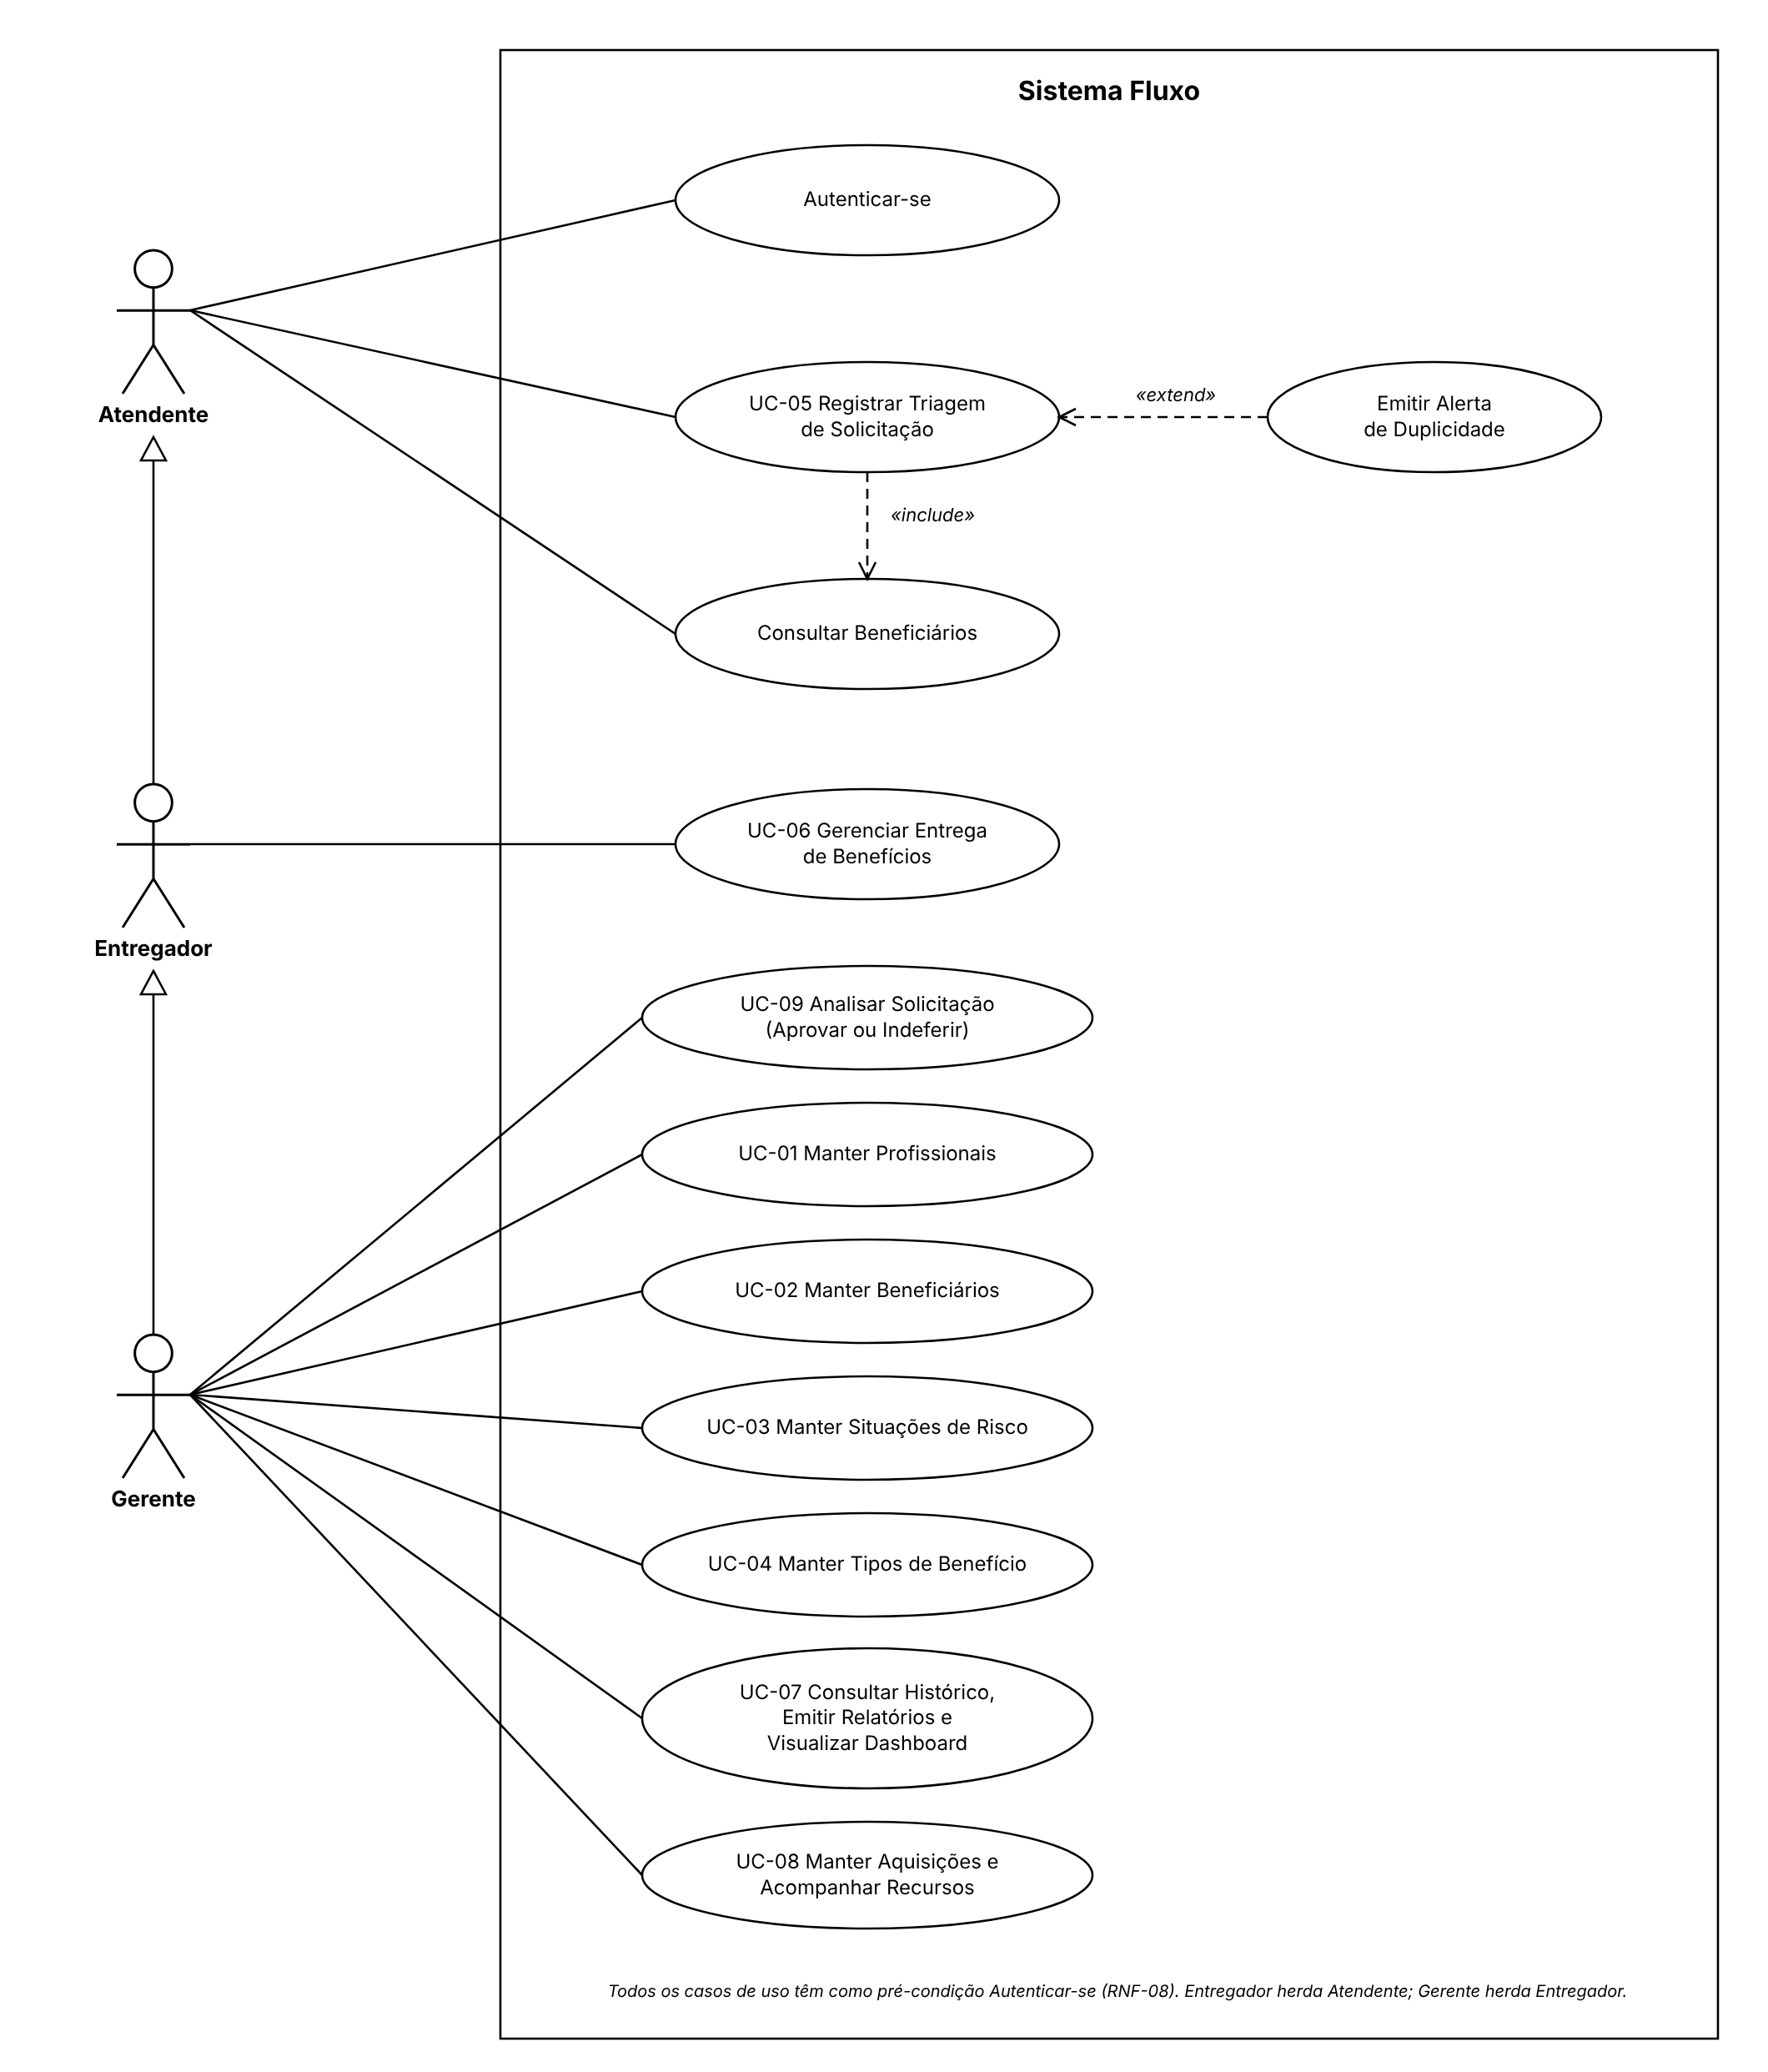 Sistema Fluxo
Autenticar-se
Atendente
UC-05 Registrar Triagem
de Solicitação
«extend»
Emitir Alerta
de Duplicidade
«include»
Consultar Beneficiários
Entregador
UC-06 Gerenciar Entrega
de Benefícios
UC-09 Analisar Solicitação
(Aprovar ou Indeferir)
UC-01 Manter Profissionais
UC-02 Manter Beneficiários
Gerente
UC-03 Manter Situações de Risco
UC-04 Manter Tipos de Benefício
UC-07 Consultar Histórico,
Emitir Relatórios e
Visualizar Dashboard
UC-08 Manter Aquisições e
Acompanhar Recursos
Todos os casos de uso têm como pré-condição Autenticar-se (RNF-08). Entregador herda Atendente; Gerente herda Entregador.